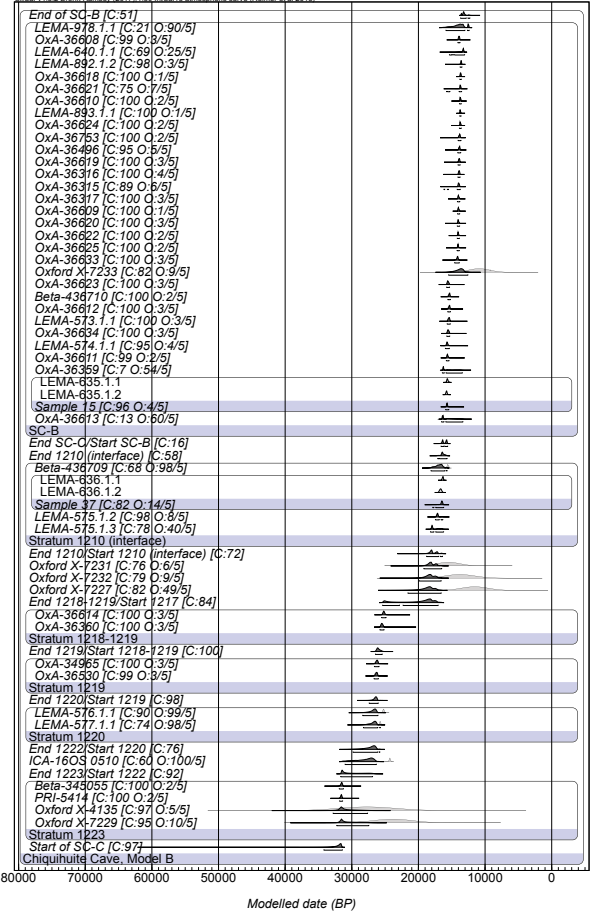 End of SC-B [C:51]
LEMA-978.1.1 [C:21 O:90/5]
OxA-36608 [C:99 O:3/5]
LEMA-640.1.1 [C:69 O:25/5]
LEMA-892.1.2 [C:98 O:3/5]
OxA-36618 [C:100 O:1/5]
OxA-36621 [C:75 O:7/5]
OxA-36610 [C:100 O:2/5]
LEMA-893.1.1 [C:100 O:1/5]
OxA-36624 [C:100 O:2/5]
OxA-36753 [C:100 O:2/5]
OxA-36496 [C:95 O:5/5]
OxA-36619 [C:100 O:3/5]
OxA-36316 [C:100 O:4/5]
OxA-36315 [C:89 O:6/5]
OxA-36317 [C:100 O:3/5]
OxA-36609 [C:100 O:1/5]
OxA-36620 [C:100 O:3/5]
OxA-36622 [C:100 O:2/5]
OxA-36625 [C:100 O:2/5]
OxA-36633 [C:100 O:3/5]
Oxford X-7233 [C:82 O:9/5]
OxA-36623 [C:100 O:3/5]
Beta-436710 [C:100 O:2/5]
OxA-36612 [C:100 O:3/5]
LEMA-573.1.1 [C:100 O:3/5]
OxA-36634 [C:100 O:3/5]
LEMA-574.1.1 [C:95 O:4/5]
OxA-36611 [C:99 O:2/5]
OxA-36359 [C:7 O:54/5]
LEMA-635.1.1
LEMA-635.1.2
Sample 15 [C:96 O:4/5]
OxA-36613 [C:13 O:60/5]
SC-B
End SC-C/Start SC-B [C:16]
End 1210 (interface) [C:58]
Beta-436709 [C:68 O:98/5]
LEMA-636.1.1
LEMA-636.1.2
Sample 37 [C:82 O:14/5]
LEMA-575.1.2 [C:98 O:8/5]
LEMA-575.1.3 [C:78 O:40/5]
Stratum 1210 (interface)
End 1210/Start 1210 (interface) [C:72]
Oxford X-7231 [C:76 O:6/5]
Oxford X-7232 [C:79 O:9/5]
Oxford X-7227 [C:82 O:49/5]
End 1218-1219/Start 1217 [C:84]
OxA-36614 [C:100 O:3/5]
OxA-36360 [C:100 O:3/5]
Stratum 1218-1219
End 1219/Start 1218-1219 [C:100]
OxA-34965 [C:100 O:3/5]
OxA-36530 [C:99 O:3/5]
Stratum 1219
End 1220/Start 1219 [C:98]
LEMA-576.1.1 [C:90 O:99/5]
LEMA-577.1.1 [C:74 O:98/5]
Stratum 1220
End 1222/Start 1220 [C:76]
ICA-16OS 0510 [C:60 O:100/5]
End 1223/Start 1222 [C:92]
Beta-345055 [C:100 O:2/5]
PRI-5414 [C:100 O:2/5]
Oxford X-4135 [C:97 O:5/5]
Oxford X-7229 [C:95 O:10/5]
Stratum 1223
Start of SC-C [C:97]
Chiquihuite Cave, Model B
80000 70000 60000 50000 40000 30000 20000 10000 0
Modelled date (BP)